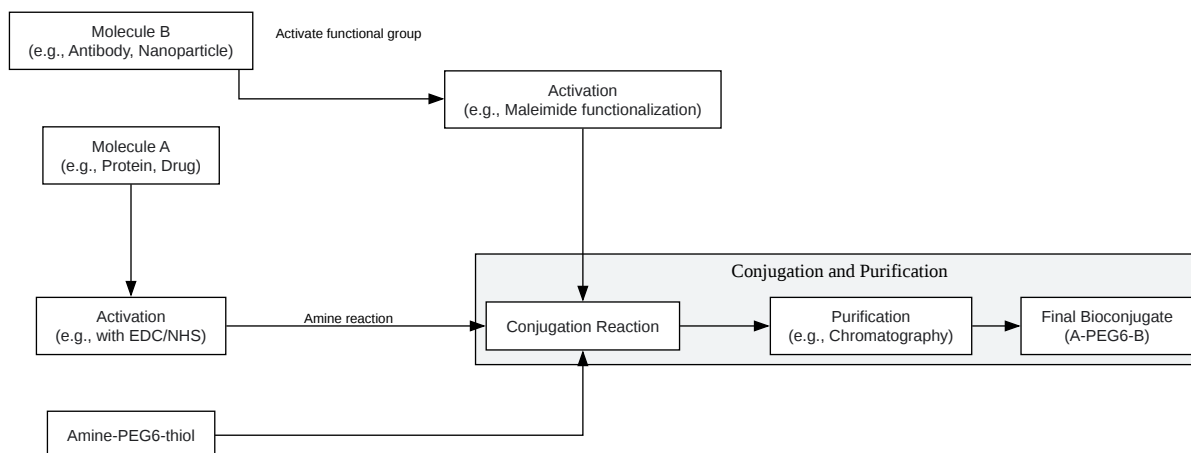 Molecule B
(e.g., Antibody, Nanoparticle)
Activate functional group
Activation
(e.g., Maleimide functionalization)
Molecule A
(e.g., Protein, Drug)
Conjugation and Purification
Activation
(e.g., with EDC/NHS)
Amine reaction
Conjugation Reaction
Purification
(e.g., Chromatography)
Final Bioconjugate
(A-PEG6-B)
Amine-PEG6-thiol